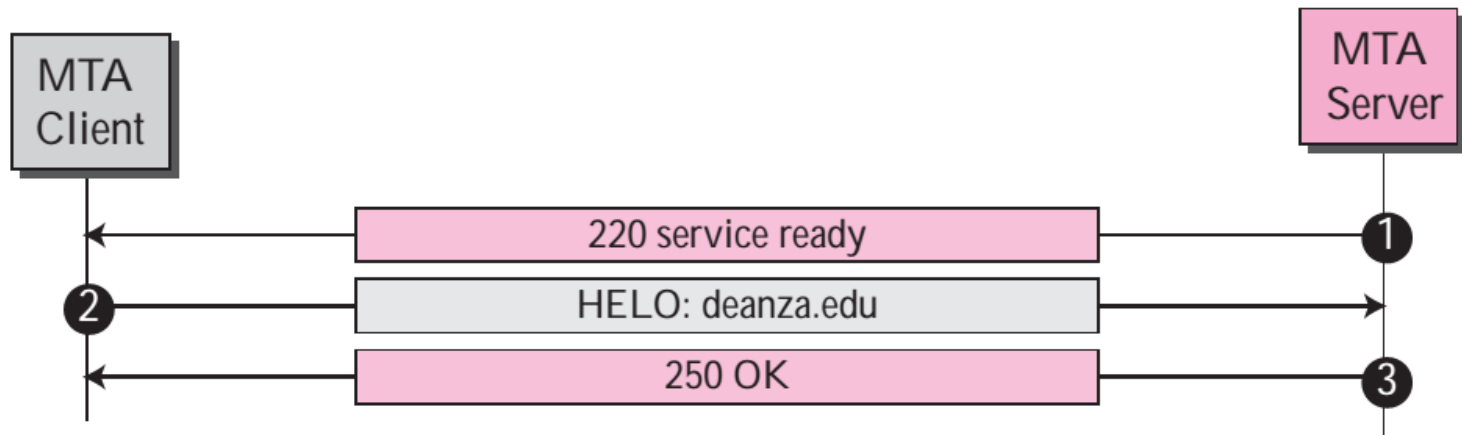 MTA
Client
MTA
Server
220 service ready
1
2
HELO: deanza.edu
250 OK
3